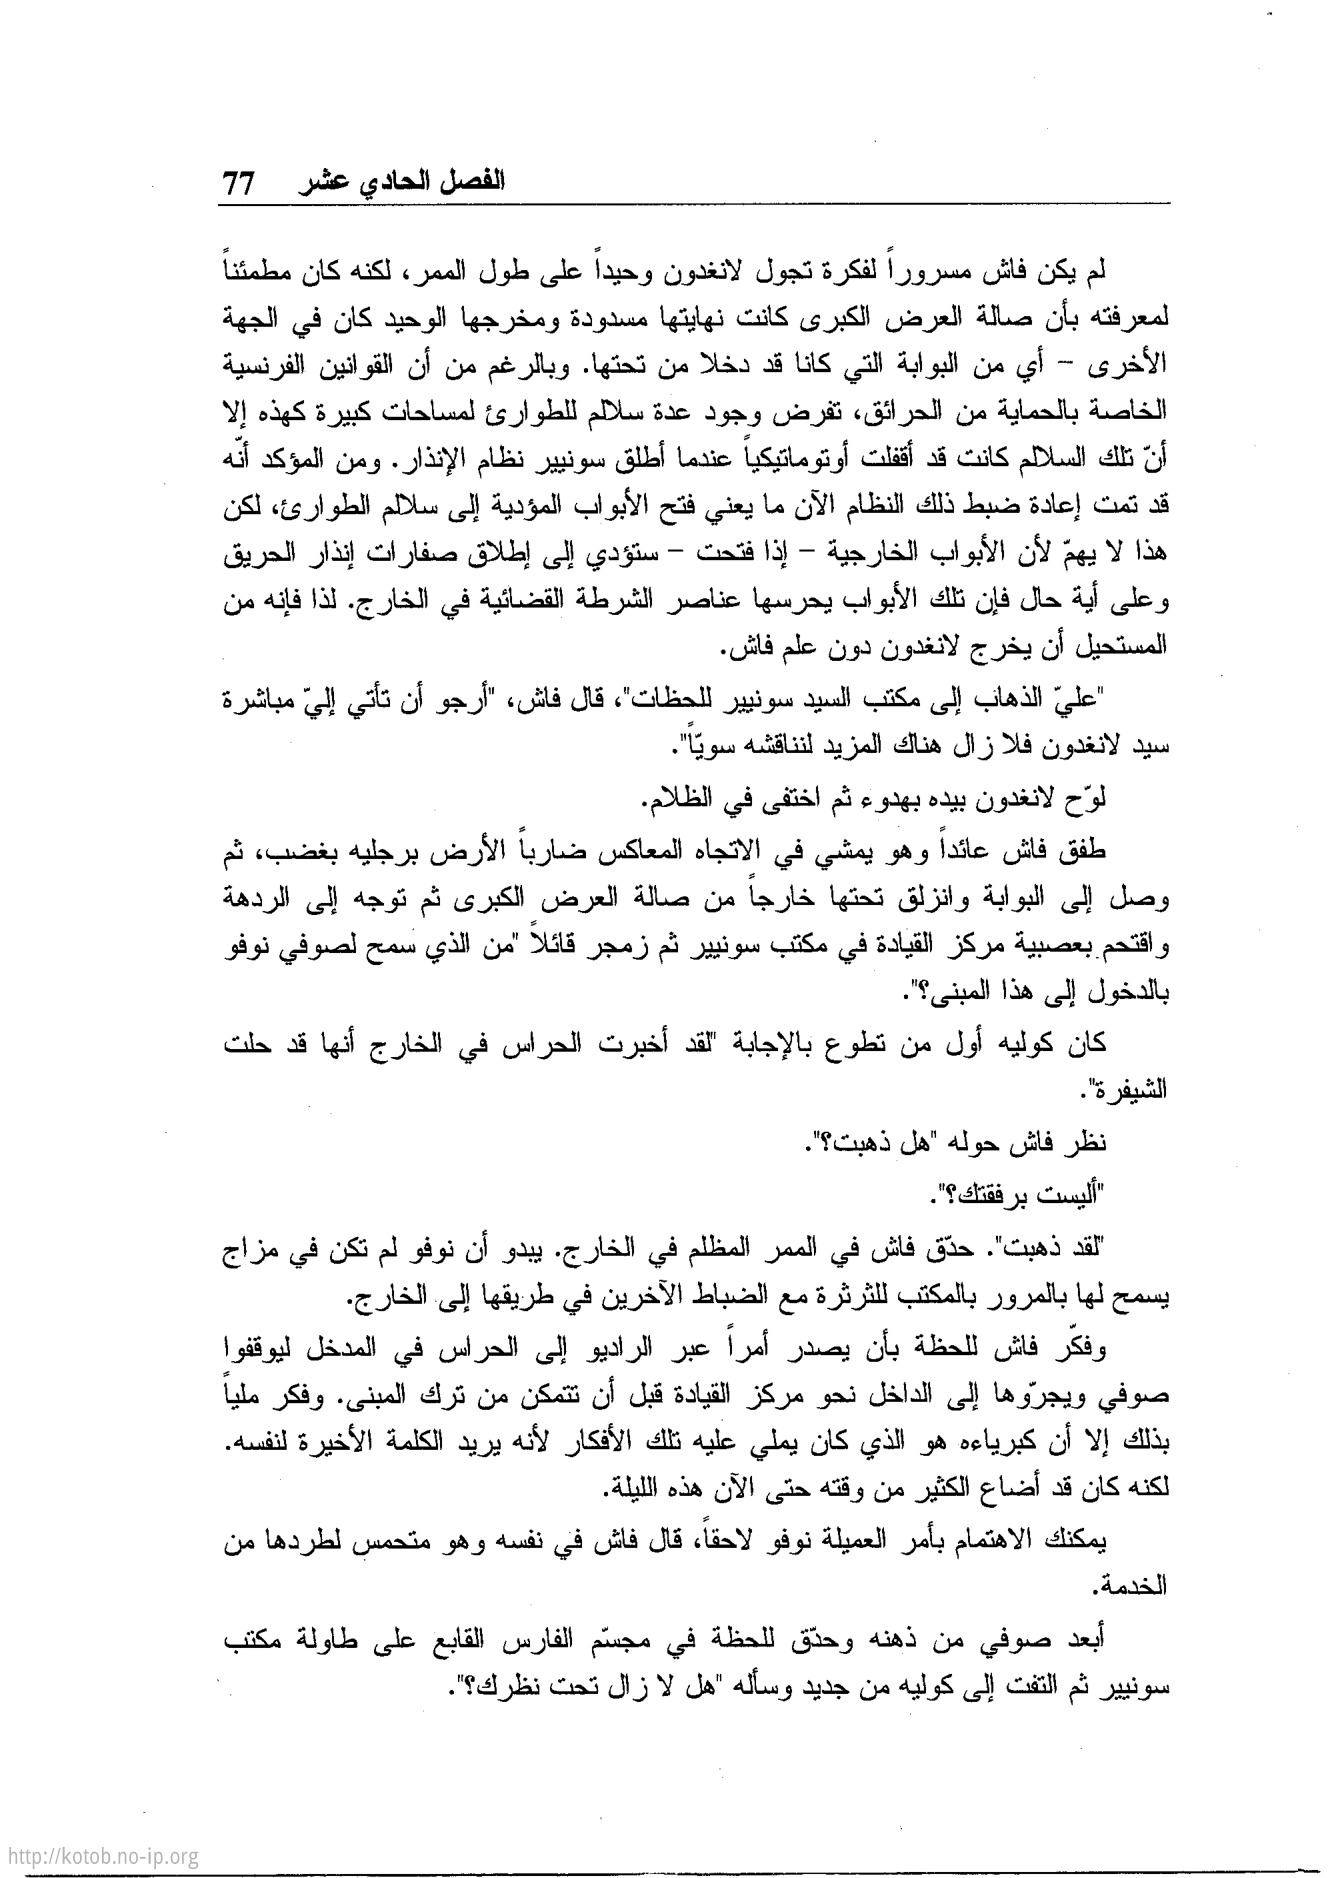 الفصل الحادي عشر 77
لم يكن فاش مسروراً لفكرة تجول لانغدون وحيداً على طول الممر، لكنه كان مطمئناً
لمعرفته بأن صالة العرض الكبرى كانت نهايتها مسدودة ومخرجها الوحيد كان في الجهة
الأخرى – أي من البوابة التي كانا قد دخلا من تحتها. وبالرغم من أن القوانين الفرنسية
الخاصة بالحماية من الحرائق، تفرض وجود عدة سلالم للطوارئ لمساحات كبيرة كهذه إلا
أنّ تلك السلالم كانت قد أقفلت أوتوماتيكياً عندما أطلق سونيير نظام الإنذار. ومن المؤكد أنّه
قد تمت إعادة ضبط ذلك النظام الآن ما يعني فتح الأبواب المؤدية إلى سلالم الطوارئ، لكن
هذا لا يهمّ لأن الأبواب الخارجية – إذا فتحت – ستؤدي إلى إطلاق صفارات إنذار الحريق
وعلى أية حال فإن تلك الأبواب يحرسها عناصر الشرطة القضائية في الخارج. لذا فإنه من
المستحيل أن يخرج لانغدون دون علم فاش.
"عليّ الذهاب إلى مكتب السيد سونيير للحظات"، قال فاش، "أرجو أن تأتي إليّ مباشرة
سيد لانغدون فلا زال هناك المزيد لنناقشه سويّاً".
لوّح لانغدون بيده بهدوء ثم اختفى في الظلام.
طفق فاش عائداً وهو يمشي في الاتجاه المعاكس ضارباً الأرض برجليه بغضب، ثم
وصل إلى البوابة وانزلق تحتها خارجاً من صالة العرض الكبرى ثم توجه إلى الردهة
واقتحم بعصبية مركز القيادة في مكتب سونيير ثم زمجر قائلاً "من الذي سمح لصوفي نوفو
بالدخول إلى هذا المبنى؟".
كان كوليه أول من تطوع بالإجابة "لقد أخبرت الحراس في الخارج أنها قد حلت
الشيفرة".
نظر فاش حوله "هل ذهبت؟".
"أليست برفقتك؟".
"لقد ذهبت". حدّق فاش في الممر المظلم في الخارج. يبدو أن نوفو لم تكن في مزاج
يسمح لها بالمرور بالمكتب للثرثرة مع الضباط الآخرين في طريقها إلى الخارج.
وفكّر فاش للحظة بأن يصدر أمراً عبر الراديو إلى الحراس في المدخل ليوقفوا
صوفي ويجرّوها إلى الداخل نحو مركز القيادة قبل أن تتمكن من ترك المبنى. وفكر ملياً
بذلك إلا أن كبرياءه هو الذي كان يملي عليه تلك الأفكار لأنه يريد الكلمة الأخيرة لنفسه.
لكنه كان قد أضاع الكثير من وقته حتى الآن هذه الليلة.
يمكنك الاهتمام بأمر العميلة نوفو لاحقاً، قال فاش في نفسه وهو متحمس لطردها من
الخدمة.
أبعد صوفي من ذهنه وحدّق للحظة في مجسّم الفارس القابع على طاولة مكتب
سونيير ثم التفت إلى كوليه من جديد وسأله "هل لا زال تحت نظرك؟".
http://kotob.no-ip.org